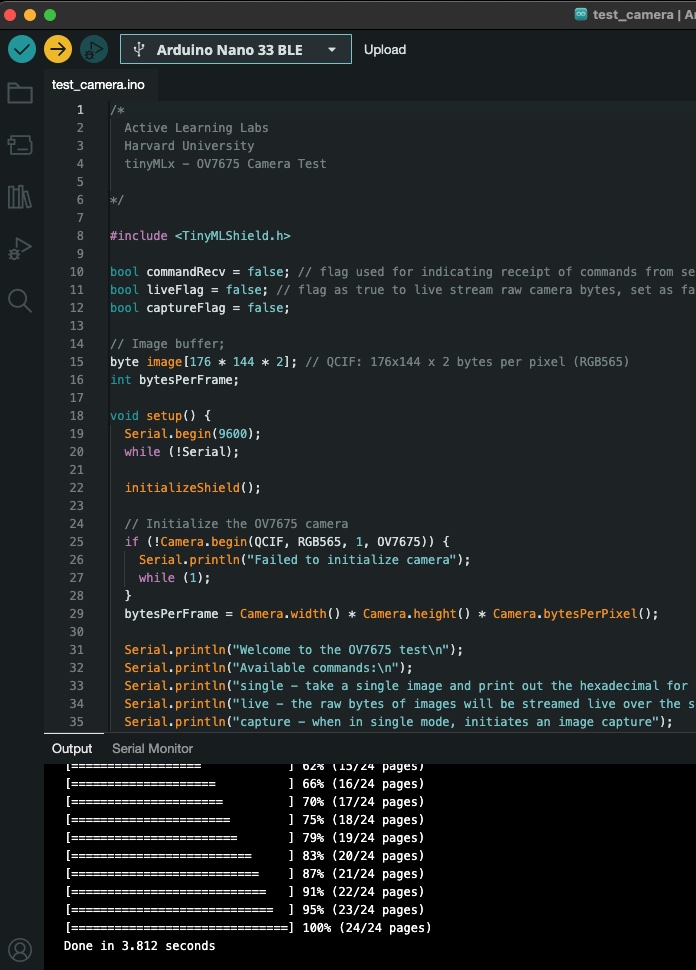 test_camera | A
Arduino Nano 33 BLE
Upload
test_camera.ino
1 /*
2 Active Learning Labs
3 Harvard University
4 tinyMLx - OV7675 Camera Test
5
6 */
7
8 #include <TinyMLShield.h>
9
10 bool commandRecv = false; // flag used for indicating receipt of commands from se
11 bool liveFlag = false; // flag as true to live stream raw camera bytes, set as fa
12 bool captureFlag = false;
13
14 // Image buffer;
15 byte image[176 * 144 * 2]; // QCIF: 176x144 x 2 bytes per pixel (RGB565)
16 int bytesPerFrame;
17
18 void setup() {
19 Serial.begin(9600);
20 while (!Serial);
21
22 initializeShield();
23
24 // Initialize the OV7675 camera
25 if (!Camera.begin(QCIF, RGB565, 1, OV7675)) {
26 Serial.println("Failed to initialize camera");
27 while (1);
28 }
29 bytesPerFrame = Camera.width() * Camera.height() * Camera.bytesPerPixel();
30
31 Serial.println("Welcome to the OV7675 test\n");
32 Serial.println("Available commands:\n");
33 Serial.println("single - take a single image and print out the hexadecimal for
34 Serial.println("live - the raw bytes of images will be streamed live over the s
35 Serial.println("capture - when in single mode, initiates an image capture");
Output Serial Monitor
[================== ] 62% (15/24 pages)
[==================== ] 66% (16/24 pages)
[===================== ] 70% (17/24 pages)
[====================== ] 75% (18/24 pages)
[======================= ] 79% (19/24 pages)
[========================= ] 83% (20/24 pages)
[========================== ] 87% (21/24 pages)
[=========================== ] 91% (22/24 pages)
[============================ ] 95% (23/24 pages)
[==============================] 100% (24/24 pages)
Done in 3.812 seconds